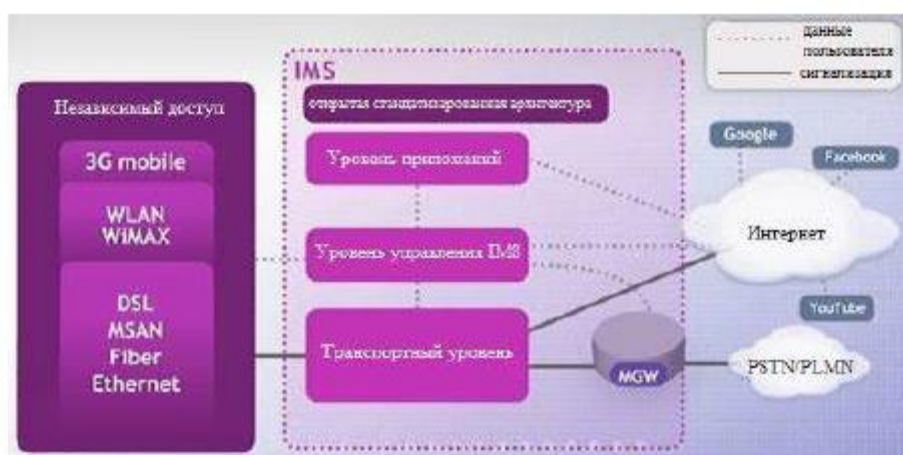 данные
пользователя
сигнализация
IMS
открытая стандартизированная архитектура
Независимый доступ
3G mobile
WLAN
WiMAX
DSL
MSAN
Fiber
Ethernet
Уровень приложений
Уровень управления IMS
Транспортный уровень
MGW
Google
Facebook
Интернет
YouTube
PSTN/PLMN